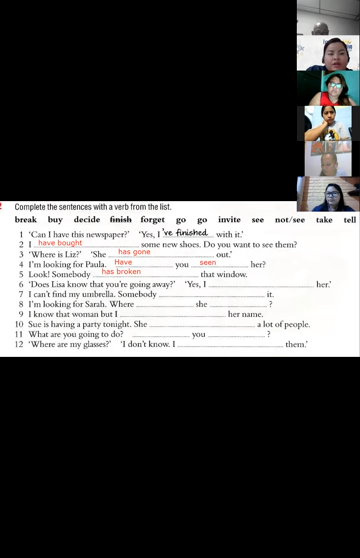 2 Complete the sentences with a verb from the list.
break buy decide finish forget go go invite see not/see take tell
1 'Can I have this newspaper?' 'Yes, I 've finished with it.'
2 I have bought some new shoes. Do you want to see them?
3 'Where is Liz?' 'She has gone out.'
4 I'm looking for Paula. Have you seen her?
5 Look! Somebody has broken that window.
6 'Does Lisa know that you're going away?' 'Yes, I her.'
7 I can't find my umbrella. Somebody it.
8 I'm looking for Sarah. Where she ?
9 I know that woman but I her name.
10 Sue is having a party tonight. She a lot of people.
11 What are you going to do? you ?
12 'Where are my glasses?' 'I don't know. I them.'